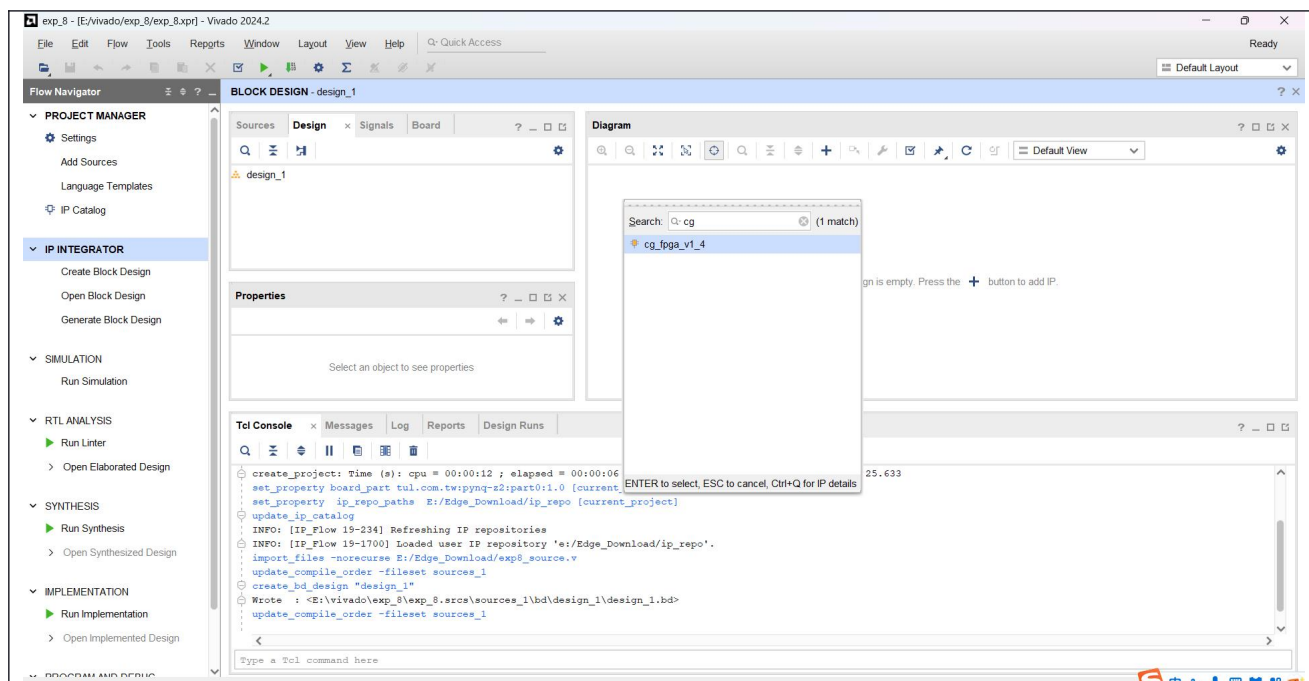 exp_8 - [E:/vivado/exp_8/exp_8.xpr] - Vivado 2024.2
File Edit Flow Tools Reports Window Layout View Help Q- Quick Access Ready
Default Layout
Flow Navigator
PROJECT MANAGER
Settings
Add Sources
Language Templates
IP Catalog
IP INTEGRATOR
Create Block Design
Open Block Design
Generate Block Design
SIMULATION
Run Simulation
RTL ANALYSIS
Run Linter
Open Elaborated Design
SYNTHESIS
Run Synthesis
Open Synthesized Design
IMPLEMENTATION
Run Implementation
Open Implemented Design
PROGRAM AND DEBUG
BLOCK DESIGN - design_1
Sources Design Signals Board
design_1
Properties
Select an object to see properties
Diagram
Default View
Search: cg (1 match)
cg_fpga_v1_4
ENTER to select, ESC to cancel, Ctrl+Q for IP details
gn is empty. Press the + button to add IP.
Tcl Console Messages Log Reports Design Runs
create_project: Time (s): cpu = 00:00:12 ; elapsed = 00:00:06 25.633
set_property board_part tul.com.tw:pynq-z2:part0:1.0 [current_
set_property ip_repo_paths E:/Edge_Download/ip_repo [current_project]
update_ip_catalog
INFO: [IP_Flow 19-234] Refreshing IP repositories
INFO: [IP_Flow 19-1700] Loaded user IP repository 'e:/Edge_Download/ip_repo'.
import_files -norecurse E:/Edge_Download/exp8_source.v
update_compile_order -fileset sources_1
create_bd_design "design_1"
Wrote : <E:\vivado\exp_8\exp_8.srcs\sources_1\bd\design_1\design_1.bd>
update_compile_order -fileset sources_1
Type a Tcl command here